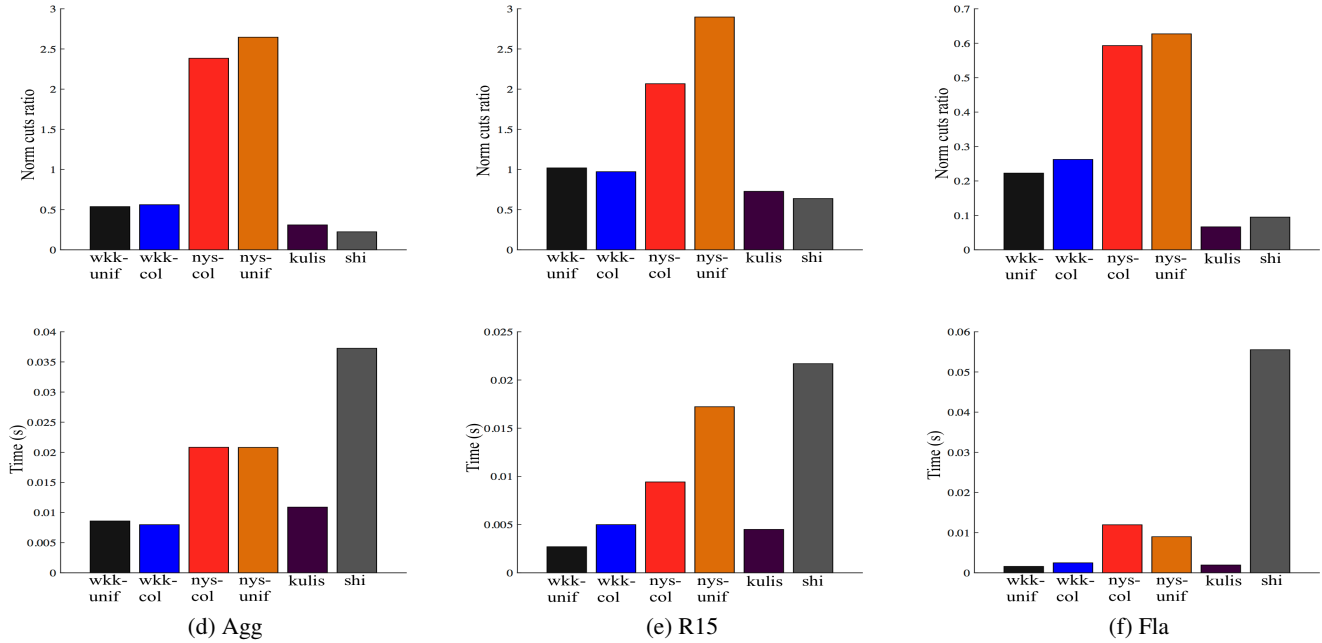 3
2.5
2
1.5
1
0.5
0
Norm cuts ratio
wkk-
unif
wkk-
col
nys-
col
nys-
unif
kulis
shi
3
2.5
2
1.5
1
0.5
0
Norm cuts ratio
wkk-
unif
wkk-
col
nys-
col
nys-
unif
kulis
shi
0.7
0.6
0.5
0.4
0.3
0.2
0.1
0
Norm cuts ratio
wkk-
unif
wkk-
col
nys-
col
nys-
unif
kulis
shi
0.04
0.035
0.03
0.025
0.02
0.015
0.01
0.005
0
Time (s)
wkk-
unif
wkk-
col
nys-
col
nys-
unif
kulis
shi
(d) Agg
0.025
0.02
0.015
0.01
0.005
0
Time (s)
wkk-
unif
wkk-
col
nys-
col
nys-
unif
kulis
shi
(e) R15
0.06
0.05
0.04
0.03
0.02
0.01
0
Time (s)
wkk-
unif
wkk-
col
nys-
col
nys-
unif
kulis
shi
(f) Fla